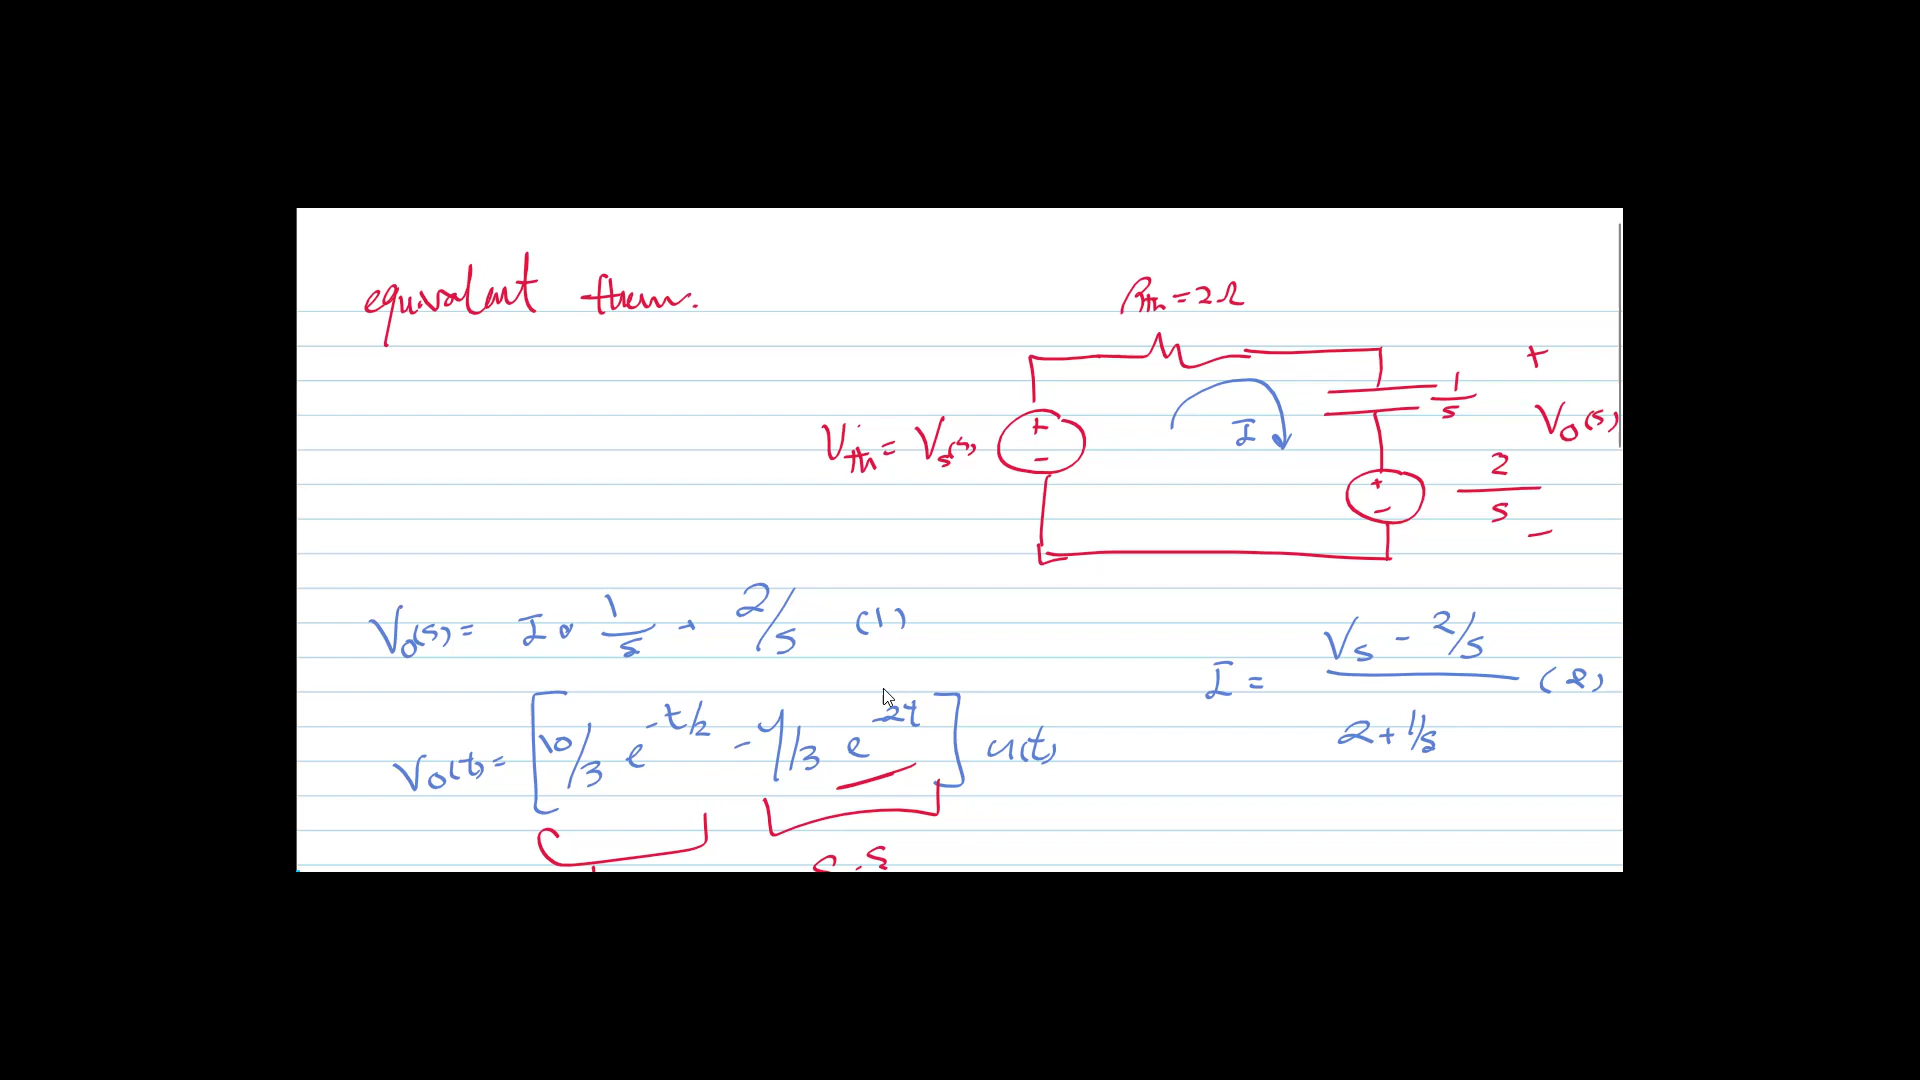 equivalent them.
Rth = 2Ω
+
1/s
Vth = Vs(s)
+
-
I
Vo(s)
+
-
2/s
-
Vo(s) = I • 1/s + 2/s (1)
I = Vs - 2/s / 2 + 1/s (2)
Vo(t) = [10/3 e^-t/2 - 4/3 e^-2t] u(t)
s.s